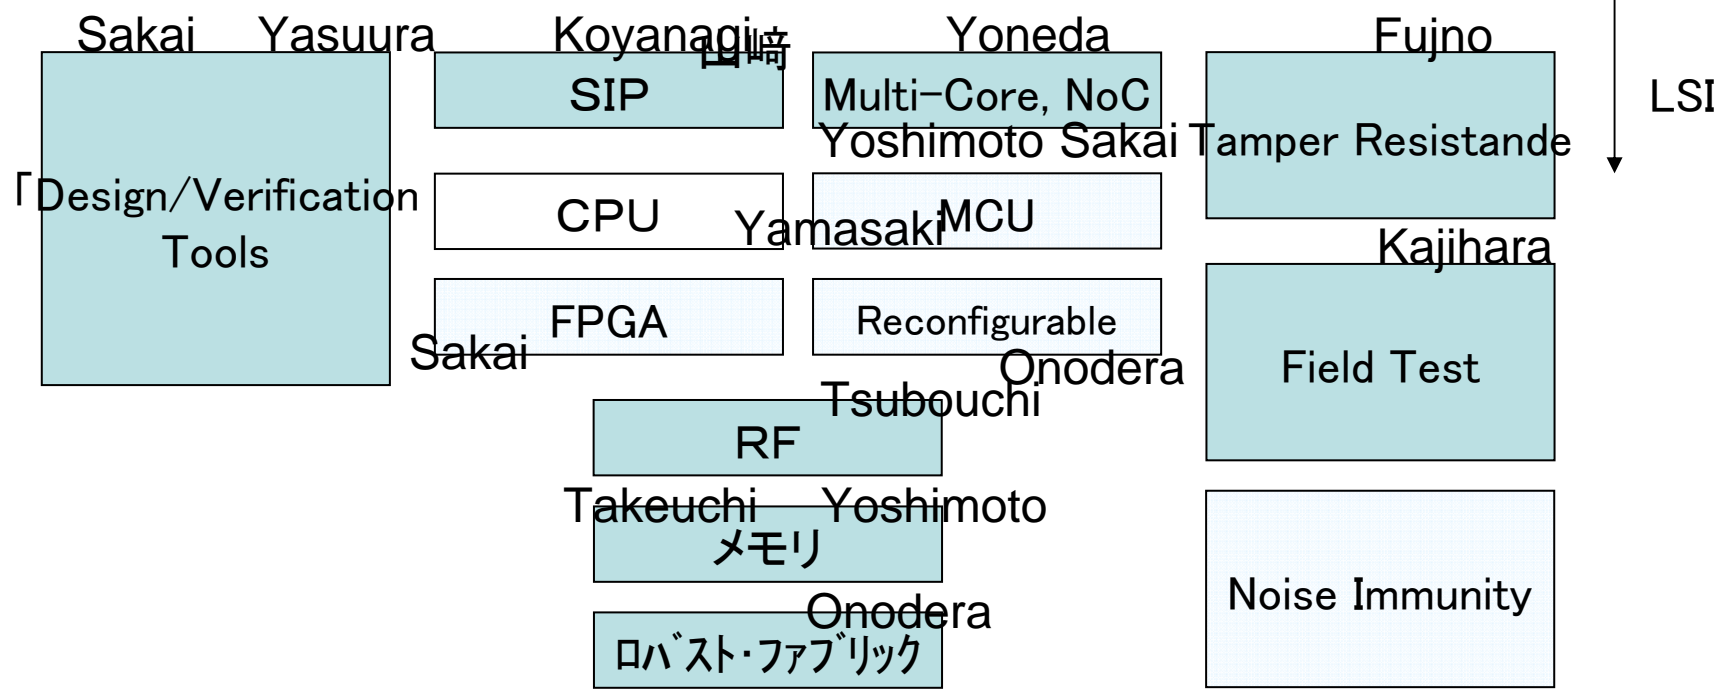 Sakai Yasuura Koyanagi 山崎 Yoneda Fujno
SIP Multi-Core, NoC LSI
Yoshimoto Sakai Tamper Resistande
「Design/Verification
Tools
CPU Yamasaki MCU
Kajihara
FPGA Reconfigurable
Sakai Onodera Field Test
Tsubouchi
RF
Takeuchi Yoshimoto
メモリ
Noise Immunity
Onodera
ロバスト・ファブリック